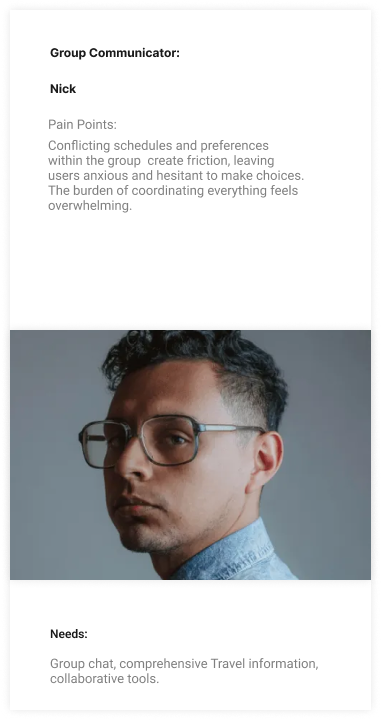 Group Communicator:
Nick
Pain Points:
Conflicting schedules and preferences
within the group  create friction, leaving
users anxious and hesitant to make choices.
The burden of coordinating everything feels
overwhelming.
Needs:
Group chat, comprehensive Travel information,
collaborative tools.